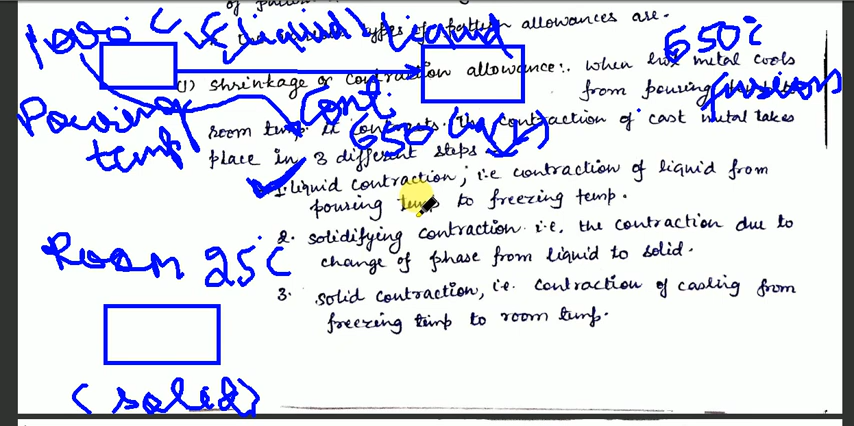 types of pattern allowances are.
1000 C (Liquid) Liquid 650 C
(1) Shrinkage or contraction allowance:. When hot metal cools
from pouring
fusion
Pouring temp
Cont.
650 C
room temp it contracts. The contraction of cast metal takes
place in 3 different steps
1. liquid contraction; i.e contraction of liquid from
pouring temp to freezing temp.
2. solidifying contraction i.e. the contraction due to
change of phase from liquid to solid.
3. solid contraction, i.e. contraction of casting from
freezing temp to room temp.
Room 25 C
(solid)